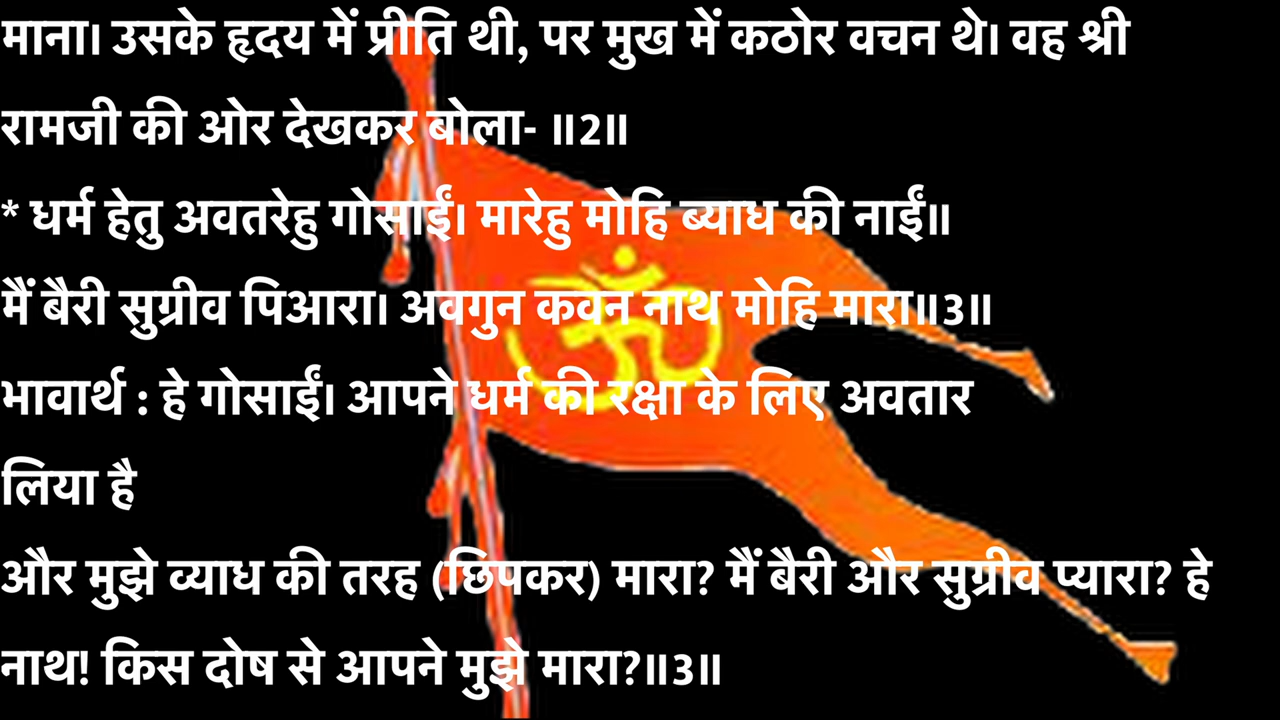 माना। उसके हृदय में प्रीति थी, पर मुख में कठोर वचन थे। वह श्री
रामजी की ओर देखकर बोला- ॥2॥
* धर्म हेतु अवतरेहु गोसाईं। मारेहु मोहि ब्याध की नाईं॥
मैं बैरी सुग्रीव पिआरा। अवगुन कवन नाथ मोहि मारा॥3॥
भावार्थ : हे गोसाईं। आपने धर्म की रक्षा के लिए अवतार
लिया है
और मुझे व्याध की तरह (छिपकर) मारा? मैं बैरी और सुग्रीव प्यारा? हे
नाथ! किस दोष से आपने मुझे मारा?॥3॥
ॐ